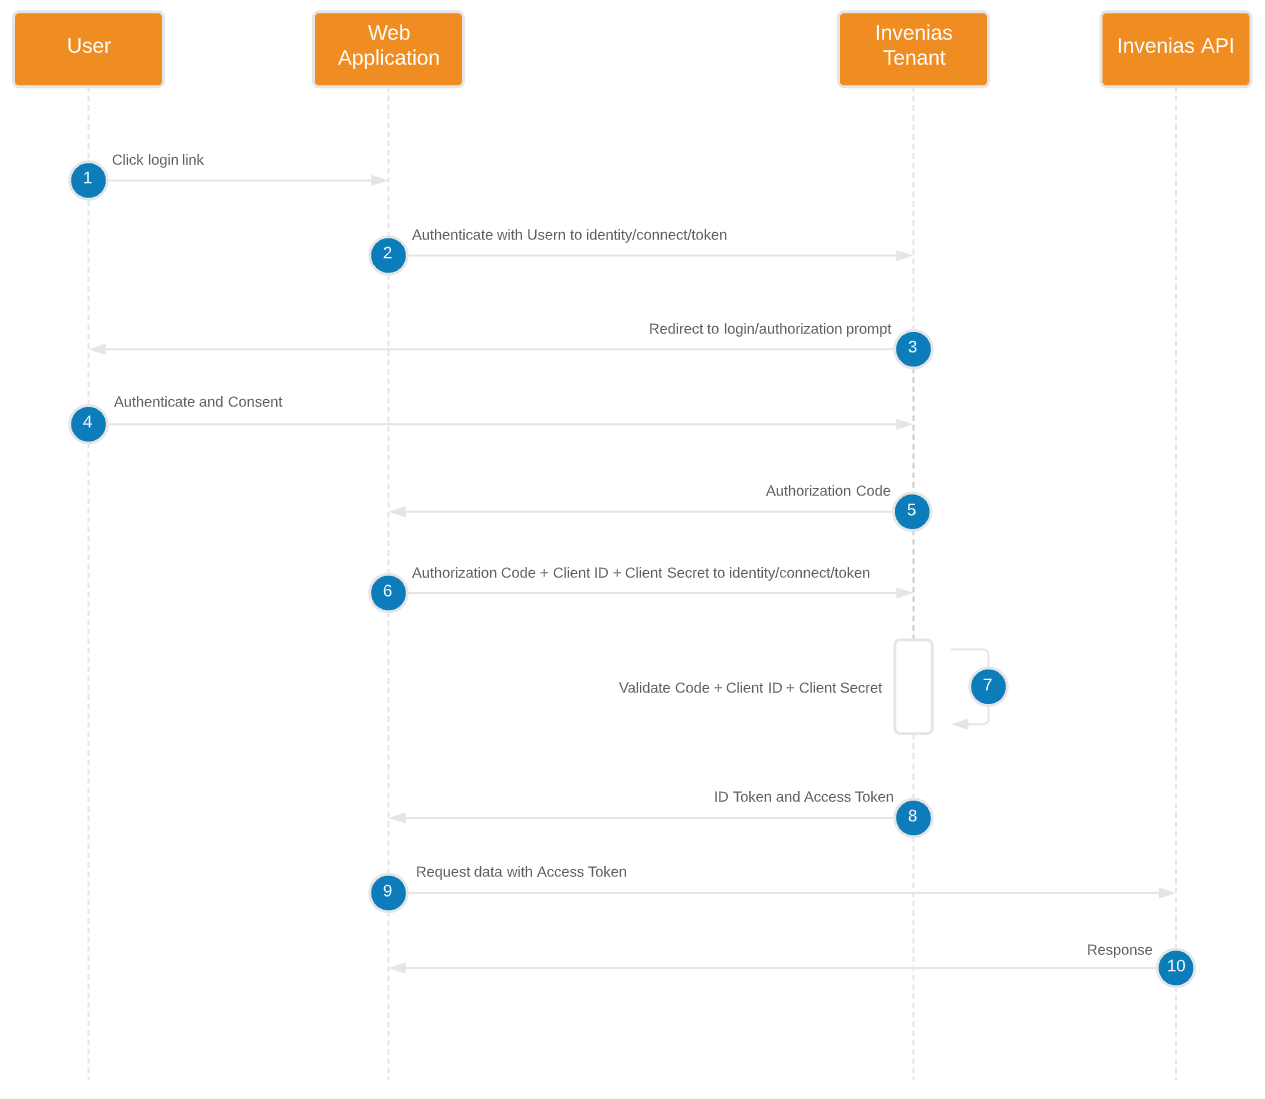 User
Web
Application
Invenias
Tenant
Invenias API
Click login link
1
Authenticate with Usern to identity/connect/token
2
Redirect to login/authorization prompt
3
Authenticate and Consent
4
Authorization Code
5
Authorization Code + Client ID + Client Secret to identity/connect/token
6
Validate Code + Client ID + Client Secret
7
ID Token and Access Token
8
Request data with Access Token
9
Response
10